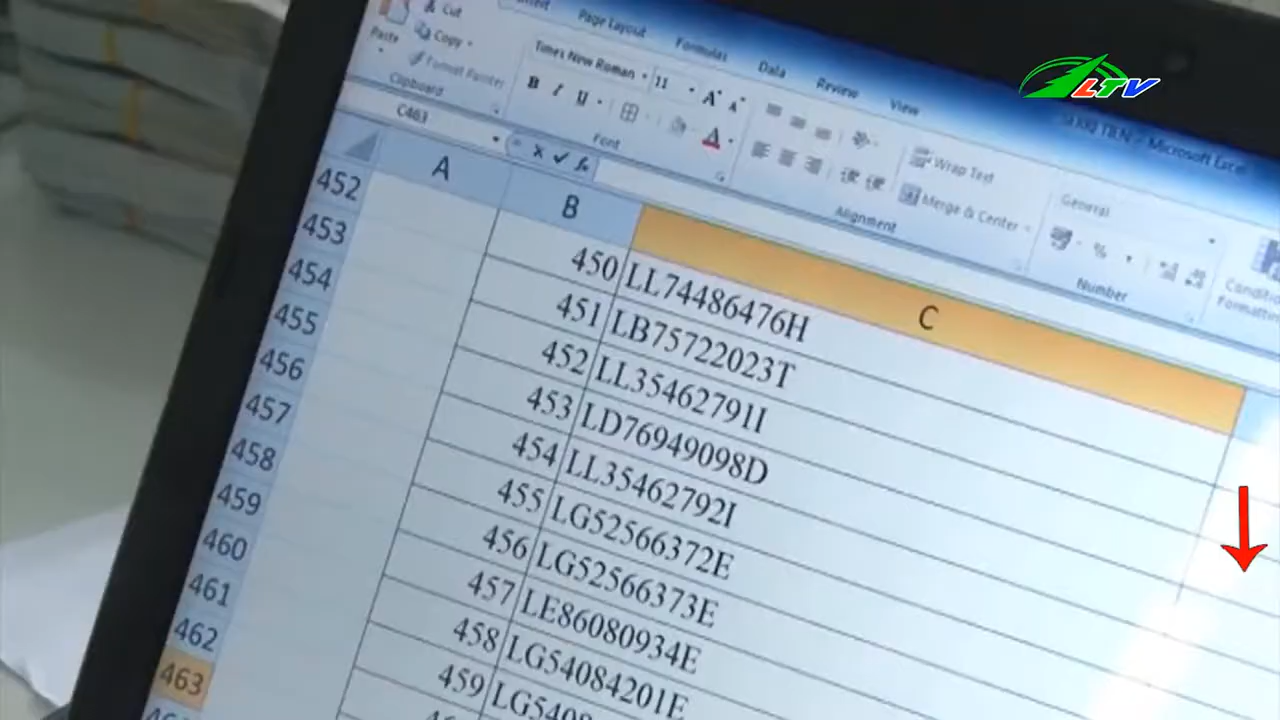 LTV
Cut
Copy
Format Painter
Paste
Clipboard
Page Layout
Formulas
Data
Review
View
Times New Roman
11
B I U
Font
Wrap Text
Merge & Center
Alignment
General
%
Number
Microsoft Excel
C463
A
B
C
452
453 450 LL74486476H
454 451 LB75722023T
455 452 LL35462791I
456 453 LD76949098D
457 454 LL35462792I
458 455 LG52566372E
459 456 LG52566373E
460 457 LE86080934E
461 458 LG54084201E
462 459
463